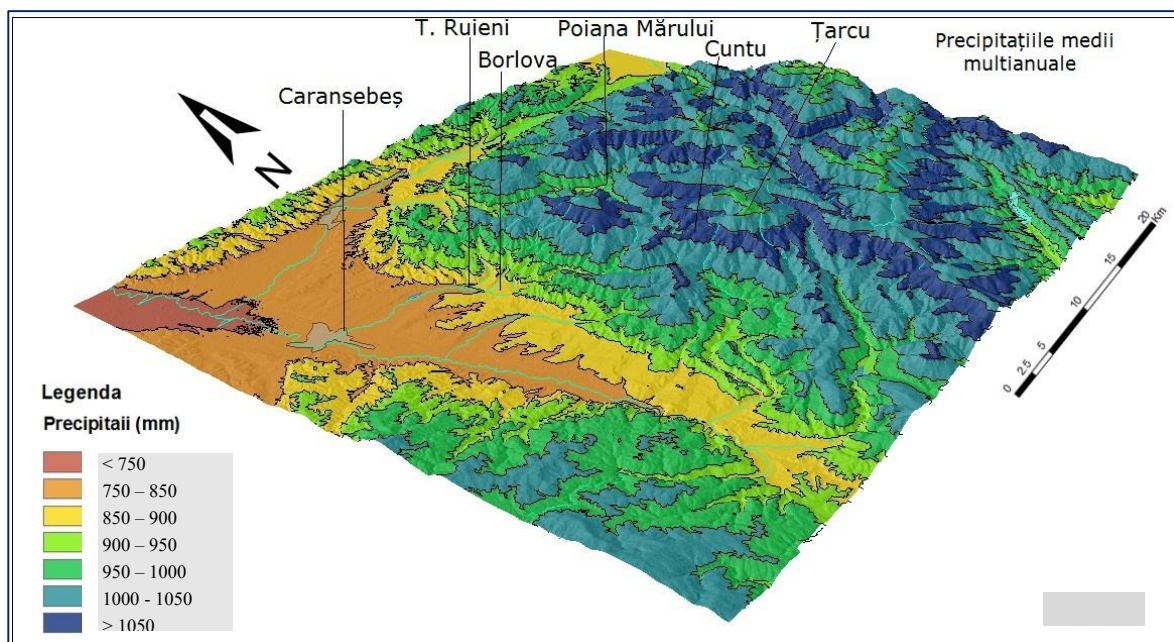 T. Ruieni
Poiana Mărului
Țarcu
Precipitațiile medii
multianuale
Borlova
Cuntu
Caransebeș
N
20
Km
15
10
5
2.5
0
Legenda
Precipitaii (mm)
< 750
750 – 850
850 – 900
900 – 950
950 – 1000
1000 - 1050
> 1050